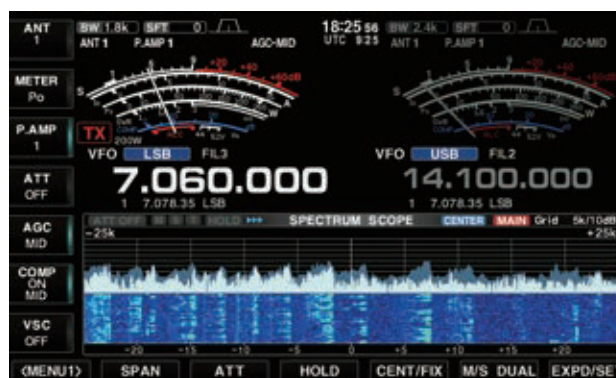 ANT
1
METER
Po
P.AMP
1
ATT
OFF
AGC
MID
COMP
ON
MID
VSC
OFF
BW 1.8k SFT 0
ANT 1 P.AMP 1 AGC-MID
18:25 56
UTC 9:25
BW 2.4k SFT 0
ANT 1 P.AMP 1 AGC-MID
S +20 +40 +60dB
TX
200W
VFO LSB FIL3
7.060.000
1 7.078.35 LSB
VFO USB FIL2
14.100.000
1 7.078.35 LSB
ATT OFF HOLD SPECTRUM SCOPE CENTER MAIN Grid 5k/10dB
-25k +25k
-20 -15 -10 -5 0 +5 +10 +15 +20
<MENU1> SPAN ATT HOLD CENT/FIX M/S DUAL EXPD/SE